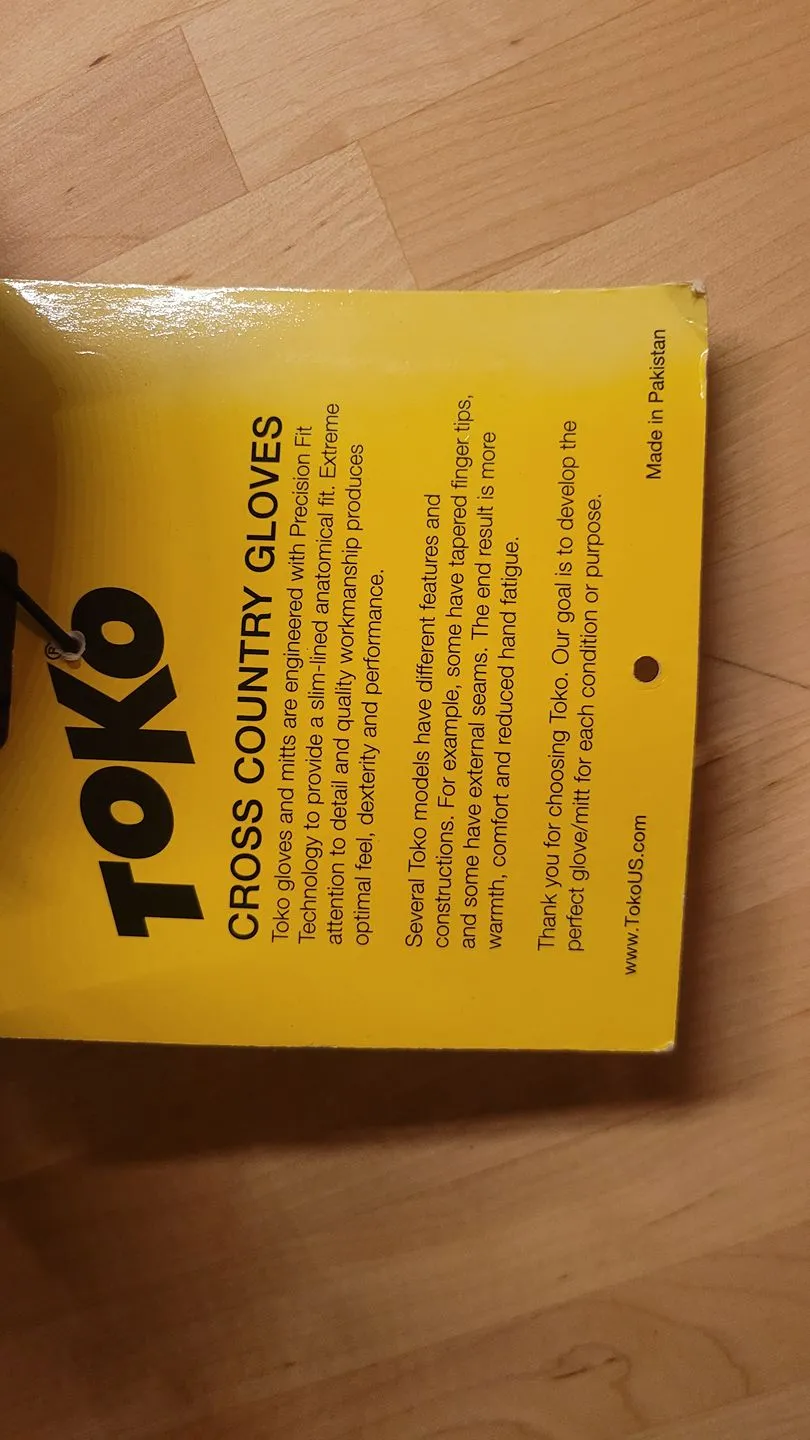 TOKO®
CROSS COUNTRY GLOVES
Toko gloves and mitts are engineered with Precision Fit
Technology to provide a slim-lined anatomical fit. Extreme
attention to detail and quality workmanship produces
optimal feel, dexterity and performance.
Several Toko models have different features and
constructions. For example, some have tapered finger tips,
and some have external seams. The end result is more
warmth, comfort and reduced hand fatigue.
Thank you for choosing Toko. Our goal is to develop the
perfect glove/mitt for each condition or purpose.
www.TokoUS.com
Made in Pakistan